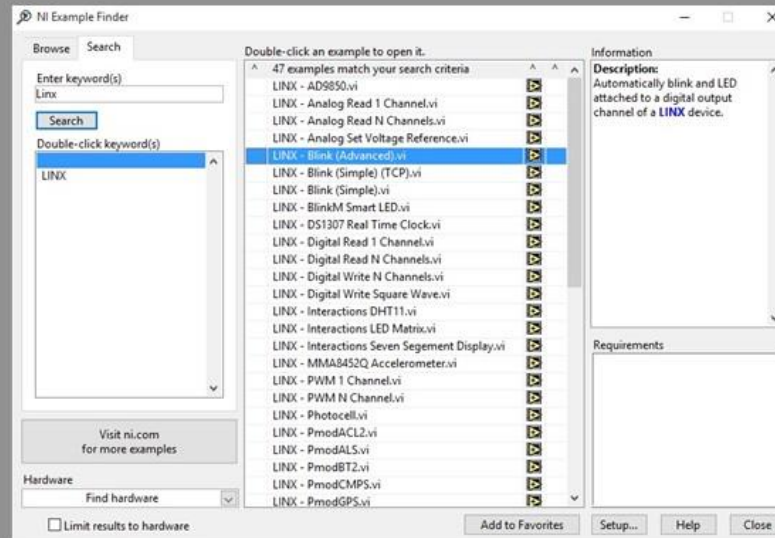 NI Example Finder
Browse
Search
Enter keyword(s)
Linx
Search
Double-click keyword(s)
LINX
Visit ni.com
for more examples
Hardware
Find hardware
Limit results to hardware
Double-click an example to open it.
47 examples match your search criteria
LINX - AD9850.vi
LINX - Analog Read 1 Channel.vi
LINX - Analog Read N Channels.vi
LINX - Analog Set Voltage Reference.vi
LINX - Blink (Advanced).vi
LINX - Blink (Simple) (TCP).vi
LINX - Blink (Simple).vi
LINX - BlinkM Smart LED.vi
LINX - DS1307 Real Time Clock.vi
LINX - Digital Read 1 Channel.vi
LINX - Digital Read N Channels.vi
LINX - Digital Write N Channels.vi
LINX - Digital Write Square Wave.vi
LINX - Interactions DHT11.vi
LINX - Interactions LED Matrix.vi
LINX - Interactions Seven Segement Display.vi
LINX - MMA8452Q Accelerometer.vi
LINX - PWM 1 Channel.vi
LINX - PWM N Channel.vi
LINX - Photocell.vi
LINX - PmodACL2.vi
LINX - PmodALS.vi
LINX - PmodBT2.vi
LINX - PmodCMPS.vi
LINX - PmodGPS.vi
Information
Description:
Automatically blink and LED
attached to a digital output
channel of a LINX device.
Requirements
Add to Favorites
Setup...
Help
Close